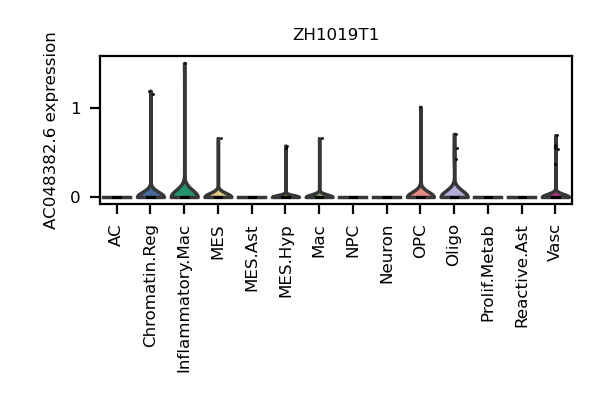 ZH1019T1
AC048382.6 expression
1
0
AC
Chromatin.Reg
Inflammatory.Mac
MES
MES.Ast
MES.Hyp
Mac
NPC
Neuron
OPC
Oligo
Prolif.Metab
Reactive.Ast
Vasc